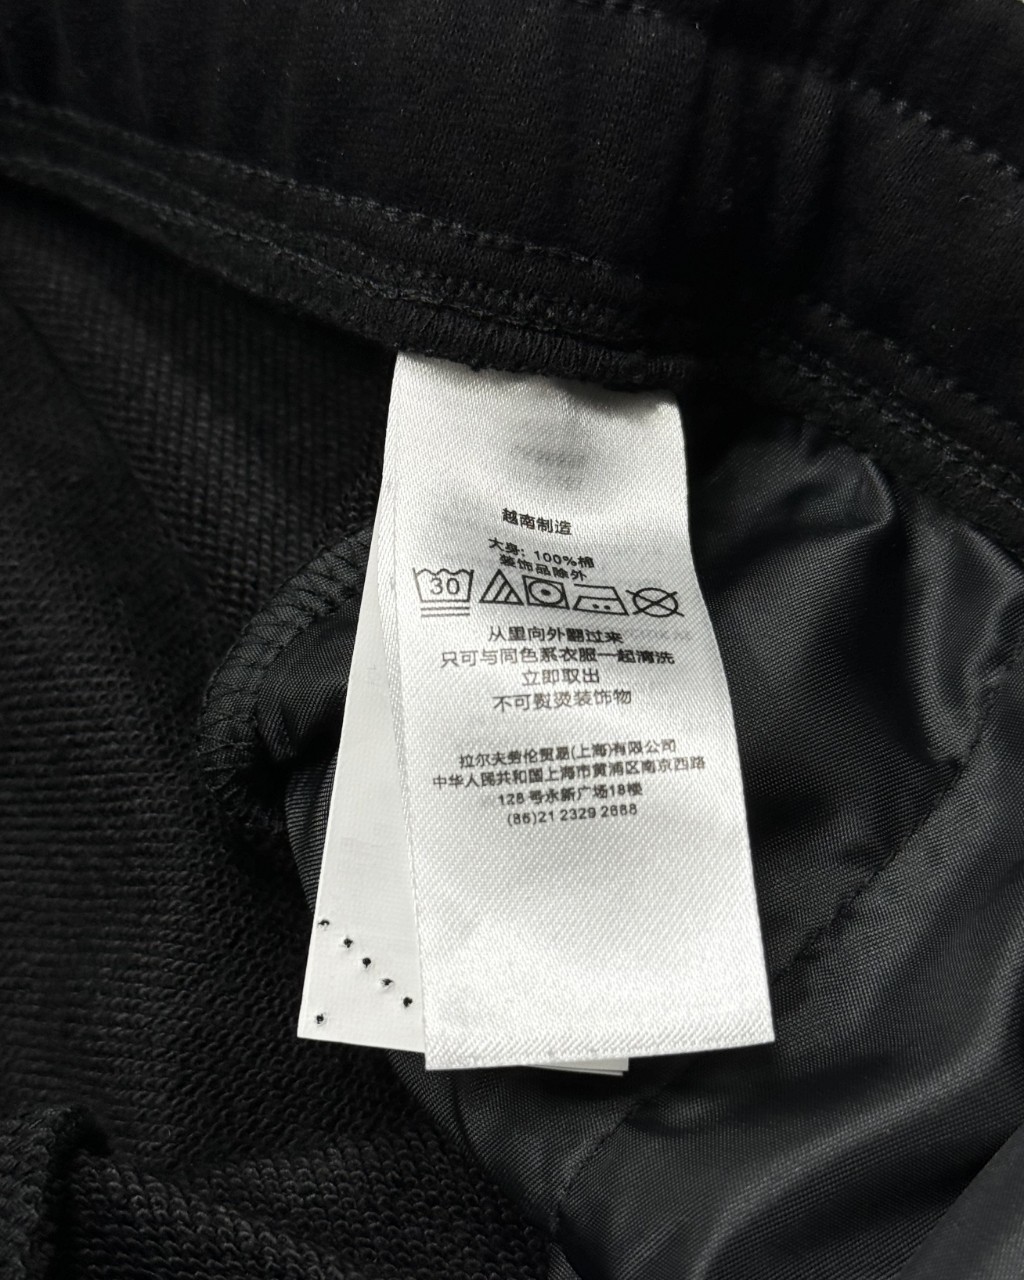 越南制造
大身: 100%棉
装饰品除外
30
从里向外翻过来
只可与同色系衣服一起清洗
立即取出
不可熨烫装饰物
拉尔夫劳伦贸易(上海)有限公司
中华人民共和国上海市黄浦区南京西路
128 号永新广场18楼
(86)21 2329 2688